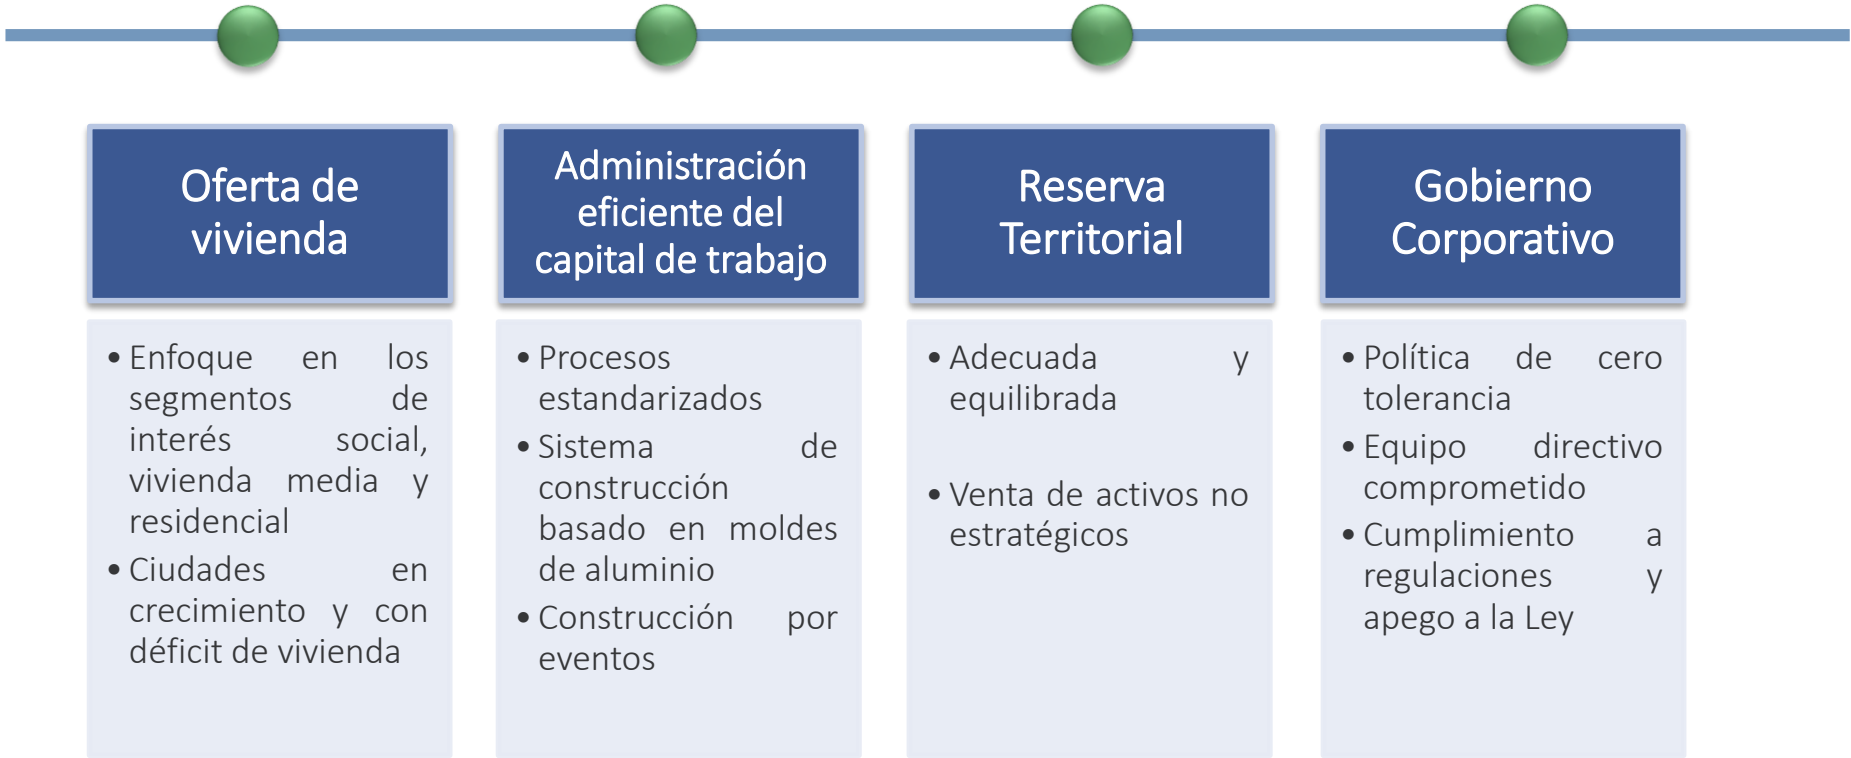 Oferta de
vivienda
• Enfoque en los
segmentos de
interés social,
vivienda media y
residencial
• Ciudades en
crecimiento y con
déficit de vivienda
Administración
eficiente del
capital de trabajo
• Procesos
estandarizados
• Sistema de
construcción
basado en moldes
de aluminio
• Construcción por
eventos
Reserva
Territorial
• Adecuada y
equilibrada
• Venta de activos no
estratégicos
Gobierno
Corporativo
• Política de cero
tolerancia
• Equipo directivo
comprometido
• Cumplimiento a
regulaciones y
apego a la Ley